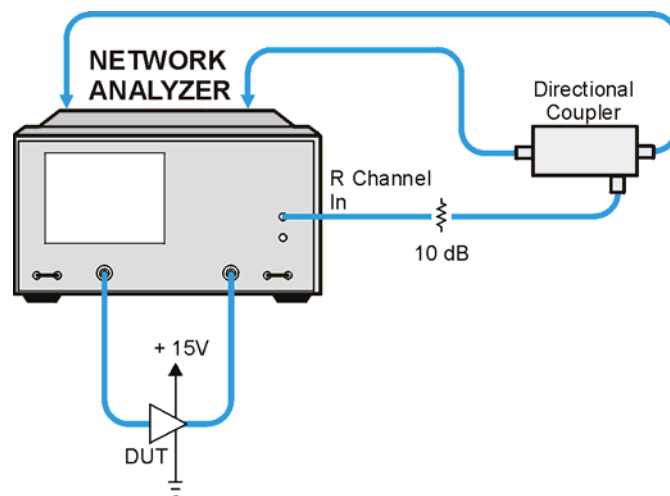 NETWORK
ANALYZER
Directional
Coupler
R Channel
In
10 dB
+ 15V
DUT